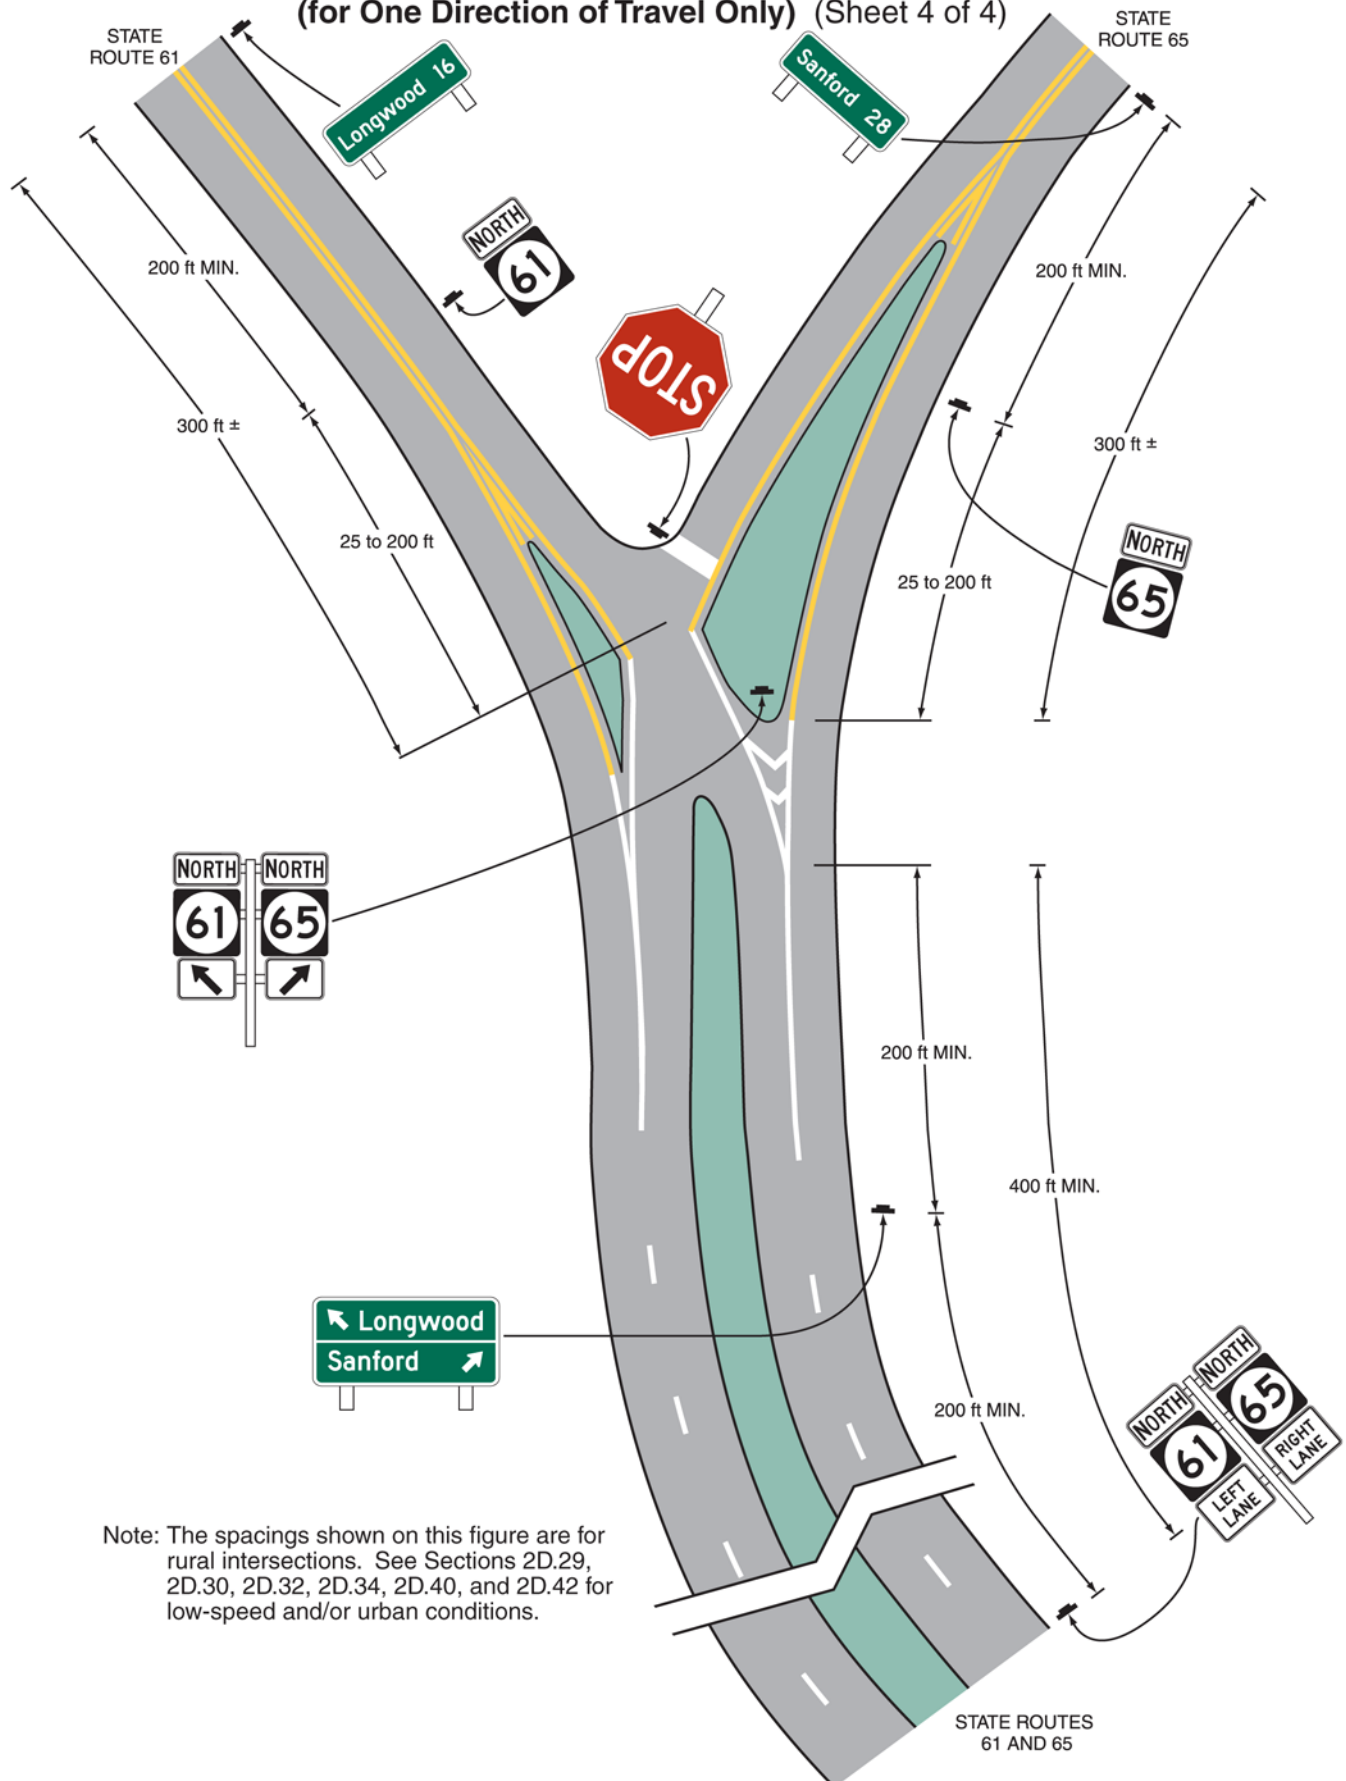 (for One Direction of Travel Only) (Sheet 4 of 4)
STATE
ROUTE 61
STATE
ROUTE 65
Longwood 16
Sanford 28
NORTH
61
STOP
200 ft MIN.
300 ft ±
25 to 200 ft
200 ft MIN.
300 ft ±
25 to 200 ft
NORTH
65
NORTH NORTH
61 65
200 ft MIN.
400 ft MIN.
Longwood
Sanford
200 ft MIN.
NORTH
65
RIGHT
LANE
NORTH
61
LEFT
LANE
Note: The spacings shown on this figure are for
rural intersections. See Sections 2D.29,
2D.30, 2D.32, 2D.34, 2D.40, and 2D.42 for
low-speed and/or urban conditions.
STATE ROUTES
61 AND 65